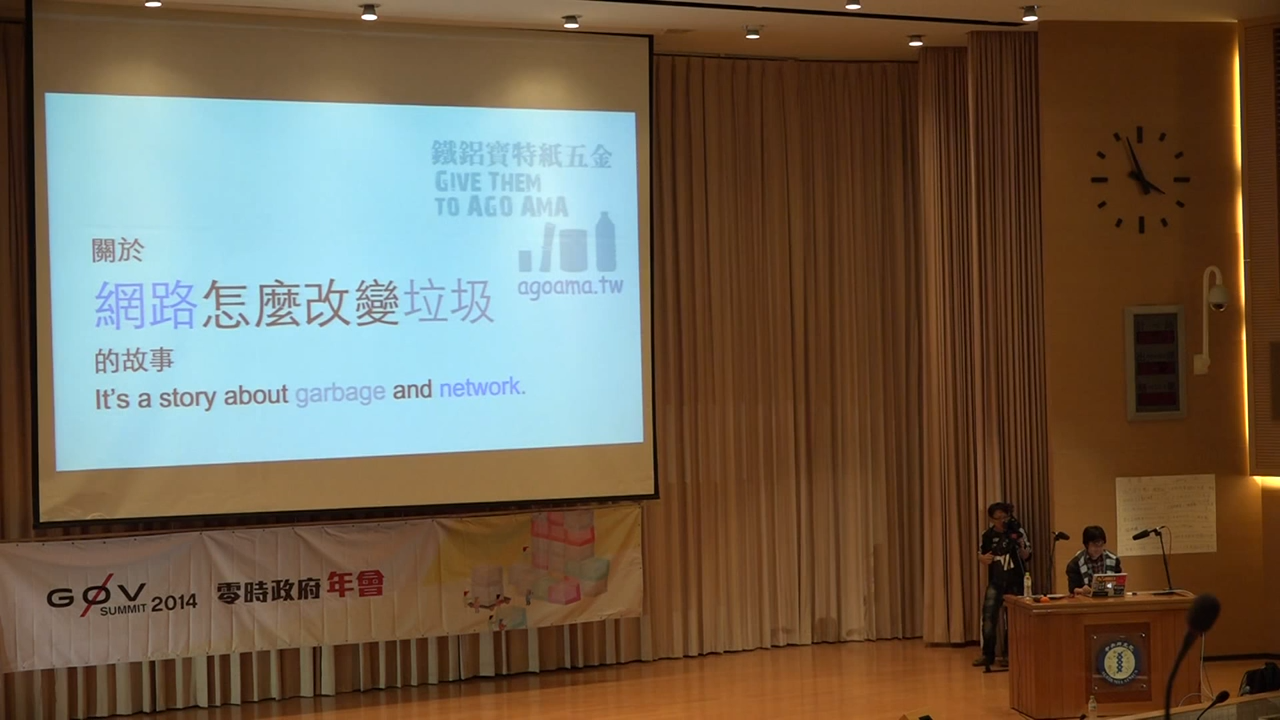 鐵鋁寶特紙五金
GIVE THEM
TO AGO AMA
agoama.tw
關於
網路怎麼改變垃圾
的故事
It's a story about garbage and network.
GØV
SUMMIT 2014
零時政府年會